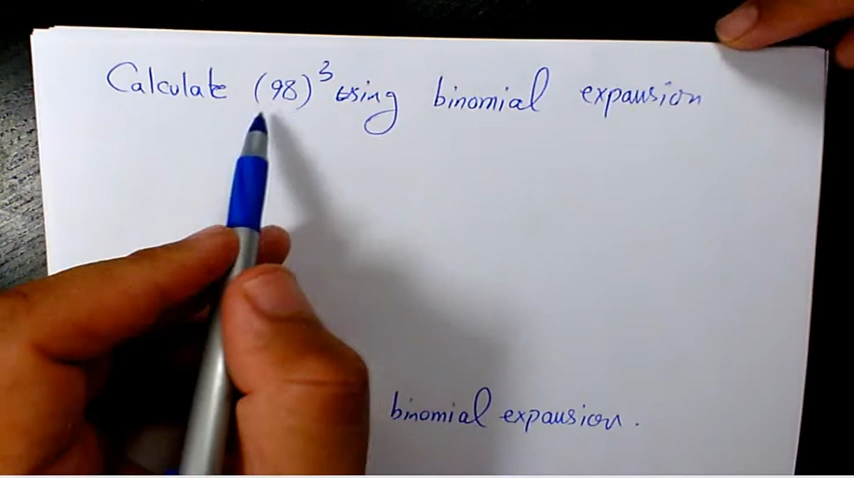 Calculate (98)³ using binomial expansion
binomial expansion.